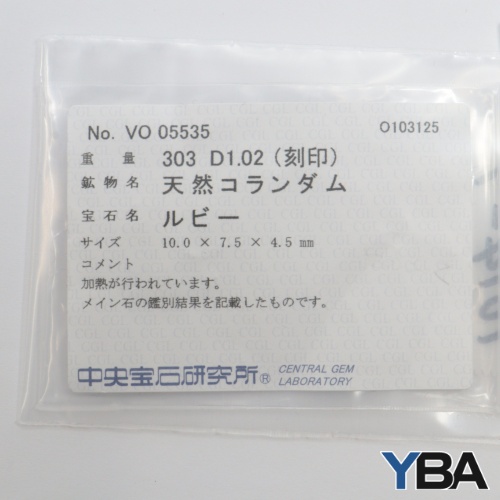 No. VO 05535 O103125
重量 303 D1.02 (刻印)
鉱物名 天然コランダム
宝石名 ルビー
サイズ 10.0 × 7.5 × 4.5 mm
コメント
加熱が行われています。
メイン石の鑑別結果を記載したものです。
中央宝石研究所® CENTRAL GEM
LABORATORY
YBA